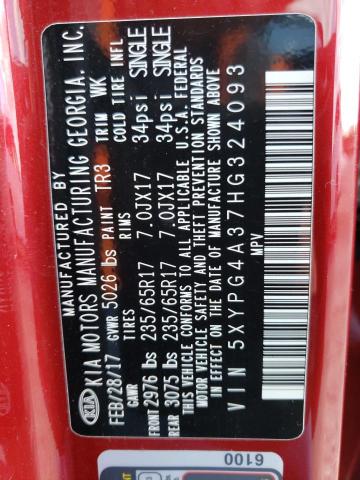 MANUFACTURED BY
KIA KIA MOTORS MANUFACTURING GEORGIA. INC.
FEB/28/17 GVWR 5026 lbs PAINT TR3 TRIM WK
GAWR TIRES RIMS COLD TIRE INFL
FRONT 2976 lbs 235/65R17 7.0JX17 34psi SINGLE
REAR 3075 lbs 235/65R17 7.0JX17 34psi SINGLE
THIS VEHICLE CONFORMS TO ALL APPLICABLE U.S.A. FEDERAL
MOTOR VEHICLE SAFETY AND THEFT PREVENTION STANDARDS
IN EFFECT ON THE DATE OF MANUFACTURE SHOWN ABOVE
VIN 5XYPG4A37HG324093
MPV
6100